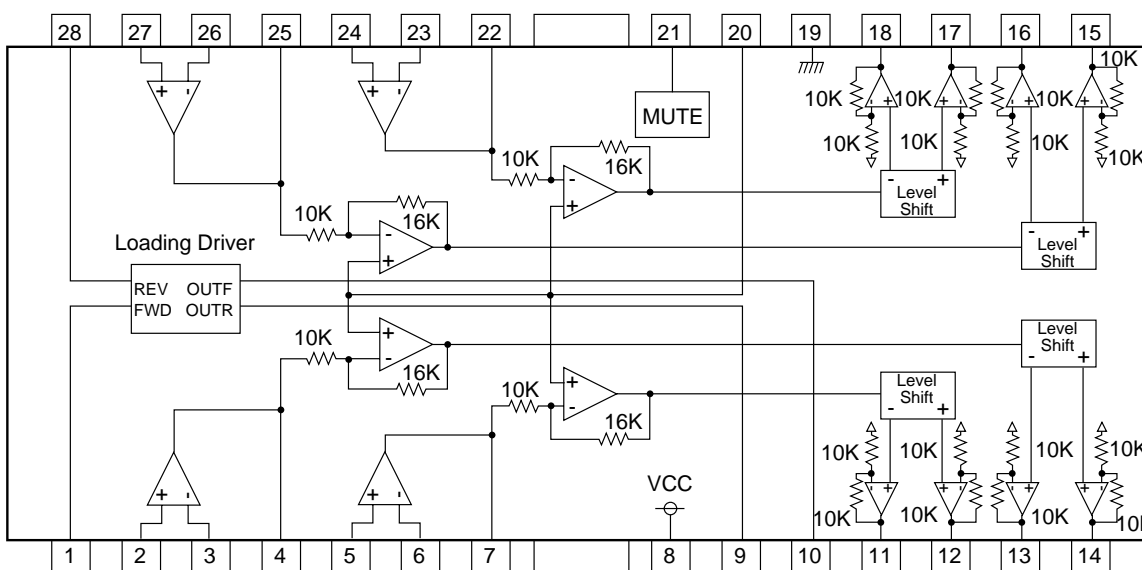 28 27 26 25 24 23 22 21 20 19 18 17 16 15
+ - + -
MUTE
10K 10K 10K 10K 10K
10K 10K 10K 10K
10K 16K
- +
- +
Level
Shift
10K 16K
- +
- +
Level
Shift
Loading Driver
REV OUTF
FWD OUTR
10K 16K
+ -
Level
Shift
- +
10K 16K
+ -
Level
Shift
- +
10K 10K 10K 10K
VCC
+ - + -
10K 10K 10K 10K
1 2 3 4 5 6 7 8 9 10 11 12 13 14